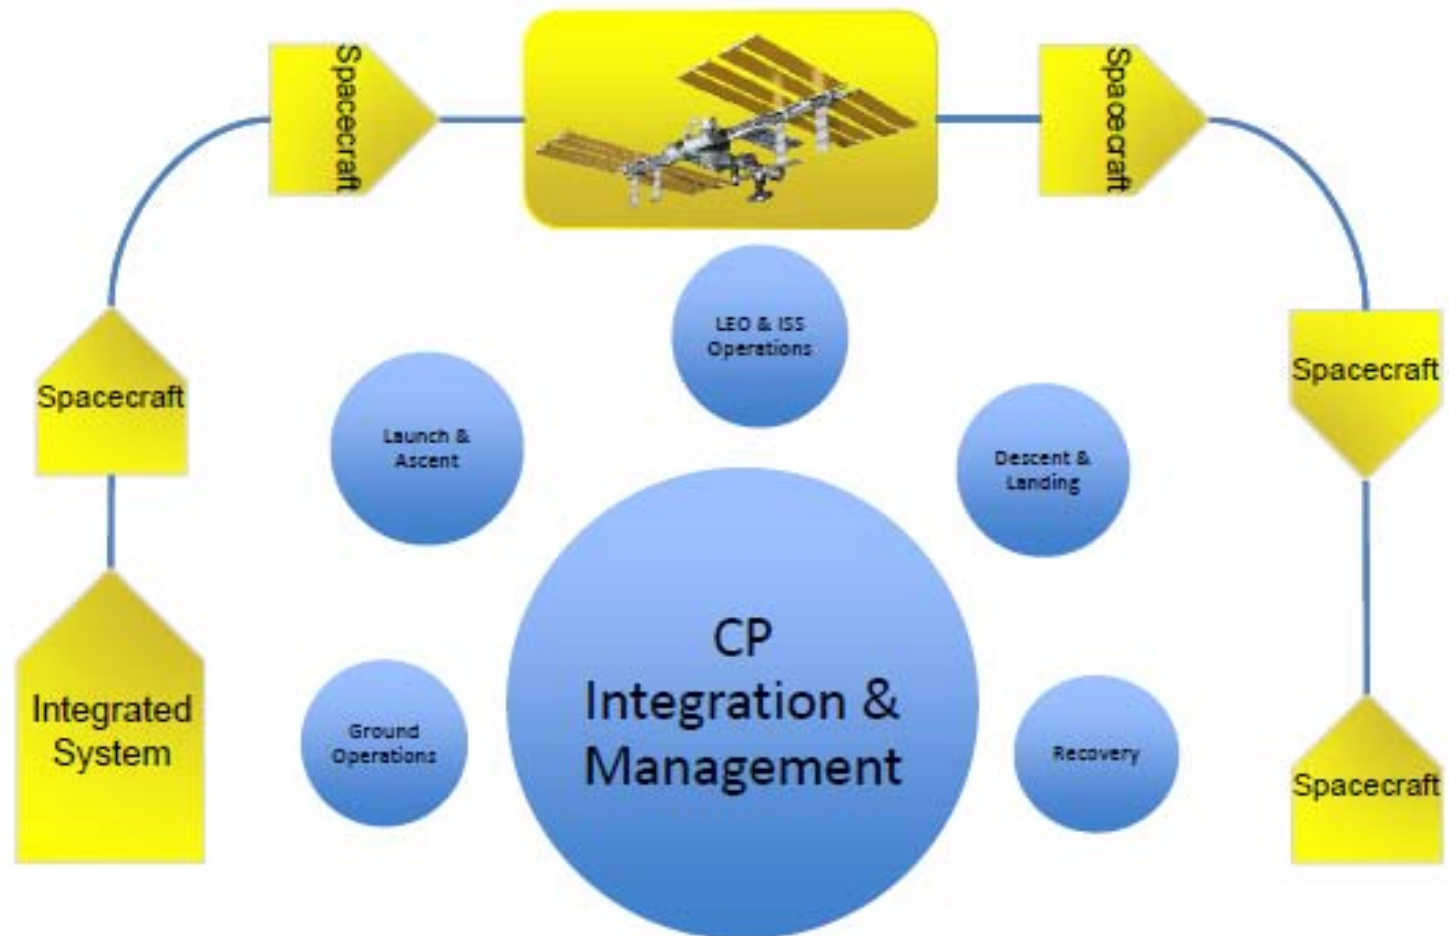 Spacecraft
Spacecraft
LEO & ISS
Operations
Spacecraft
Spacecraft
Launch &
Ascent
Descent &
Landing
CP
Integration &
Management
Integrated
System
Ground
Operations
Recovery
Spacecraft